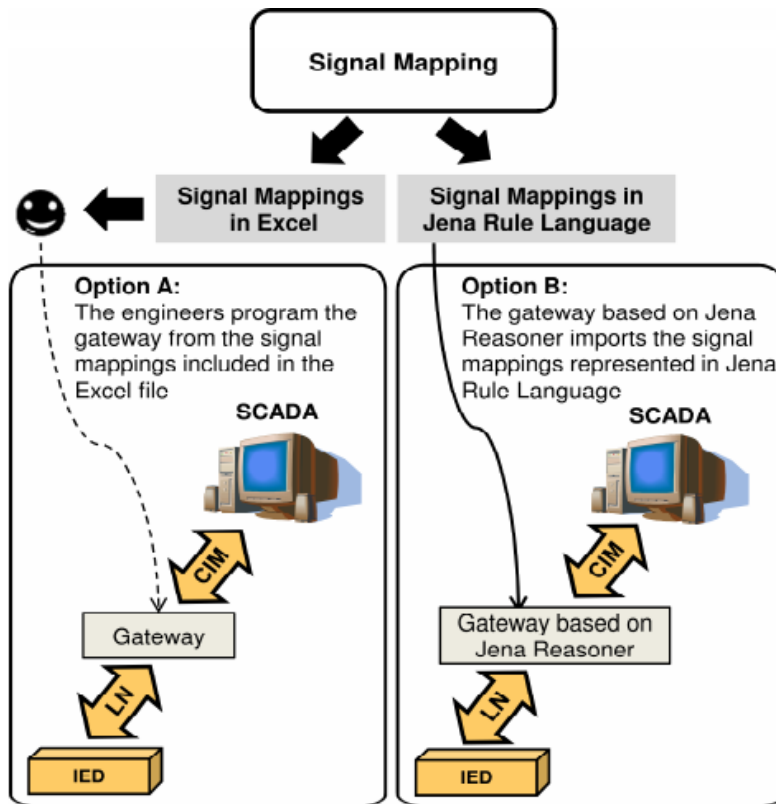 Signal Mapping
Signal Mappings
in Excel
Signal Mappings in
Jena Rule Language
Option A:
The engineers program the
gateway from the signal
mappings included in the
Excel file
SCADA
CIM
Gateway
LN
IED
Option B:
The gateway based on Jena
Reasoner imports the signal
mappings represented in Jena
Rule Language
SCADA
CIM
Gateway based on
Jena Reasoner
LN
IED